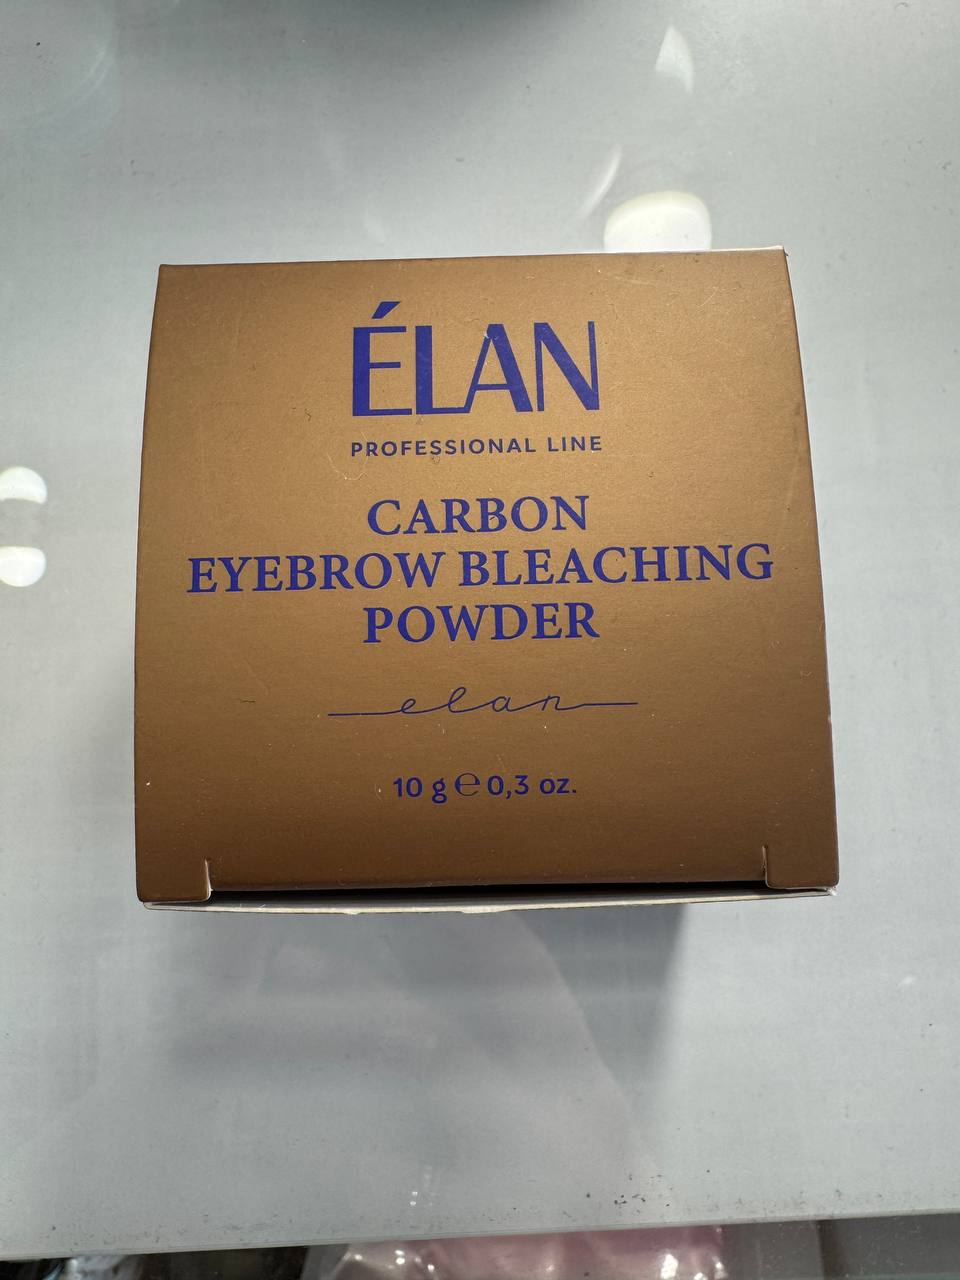 ÉLAN
PROFESSIONAL LINE
CARBON
EYEBROW BLEACHING
POWDER
elan
10 g ℮ 0,3 oz.